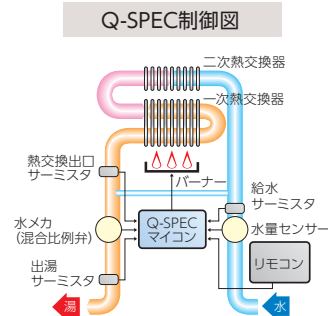 Q-SPEC制御図
二次熱交換器
一次熱交換器
熱交換出口
サーミスタ
バーナー
給水
サーミスタ
水メカ
(混合比例弁)
Q-SPEC
マイコン
水量センサー
出湯
サーミスタ
リモコン
湯
水